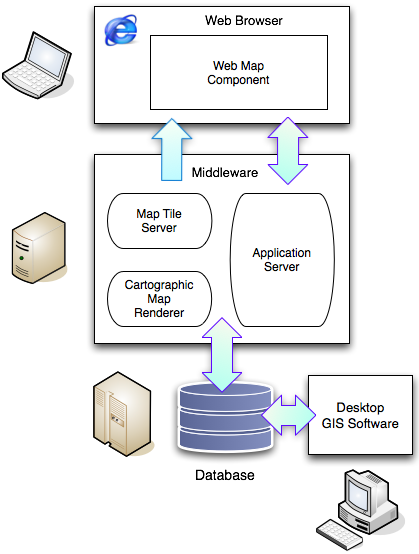 Web Browser
Web Map
Component
Middleware
Map Tile
Server
Application
Server
Cartographic
Map
Renderer
Desktop
GIS Software
Database